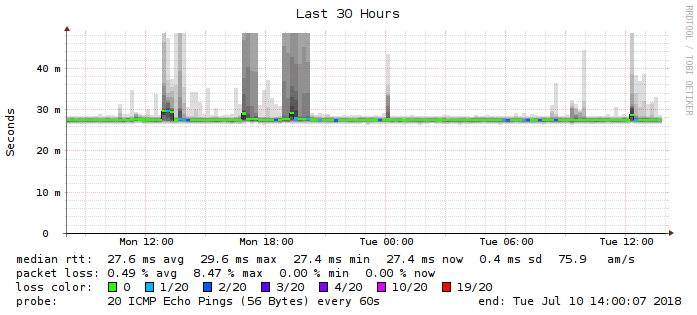 Last 30 Hours
RRDTOOL / TOBI OETIKER
Seconds
40 m
30 m
20 m
10 m
0
Mon 12:00 Mon 18:00 Tue 00:00 Tue 06:00 Tue 12:00
median rtt: 27.6 ms avg 29.6 ms max 27.4 ms min 27.4 ms now 0.4 ms sd 75.9 am/s
packet loss: 0.49 % avg 8.47 % max 0.00 % min 0.00 % now
loss color: 0 1/20 2/20 3/20 4/20 10/20 19/20
probe: 20 ICMP Echo Pings (56 Bytes) every 60s end: Tue Jul 10 14:00:07 2018